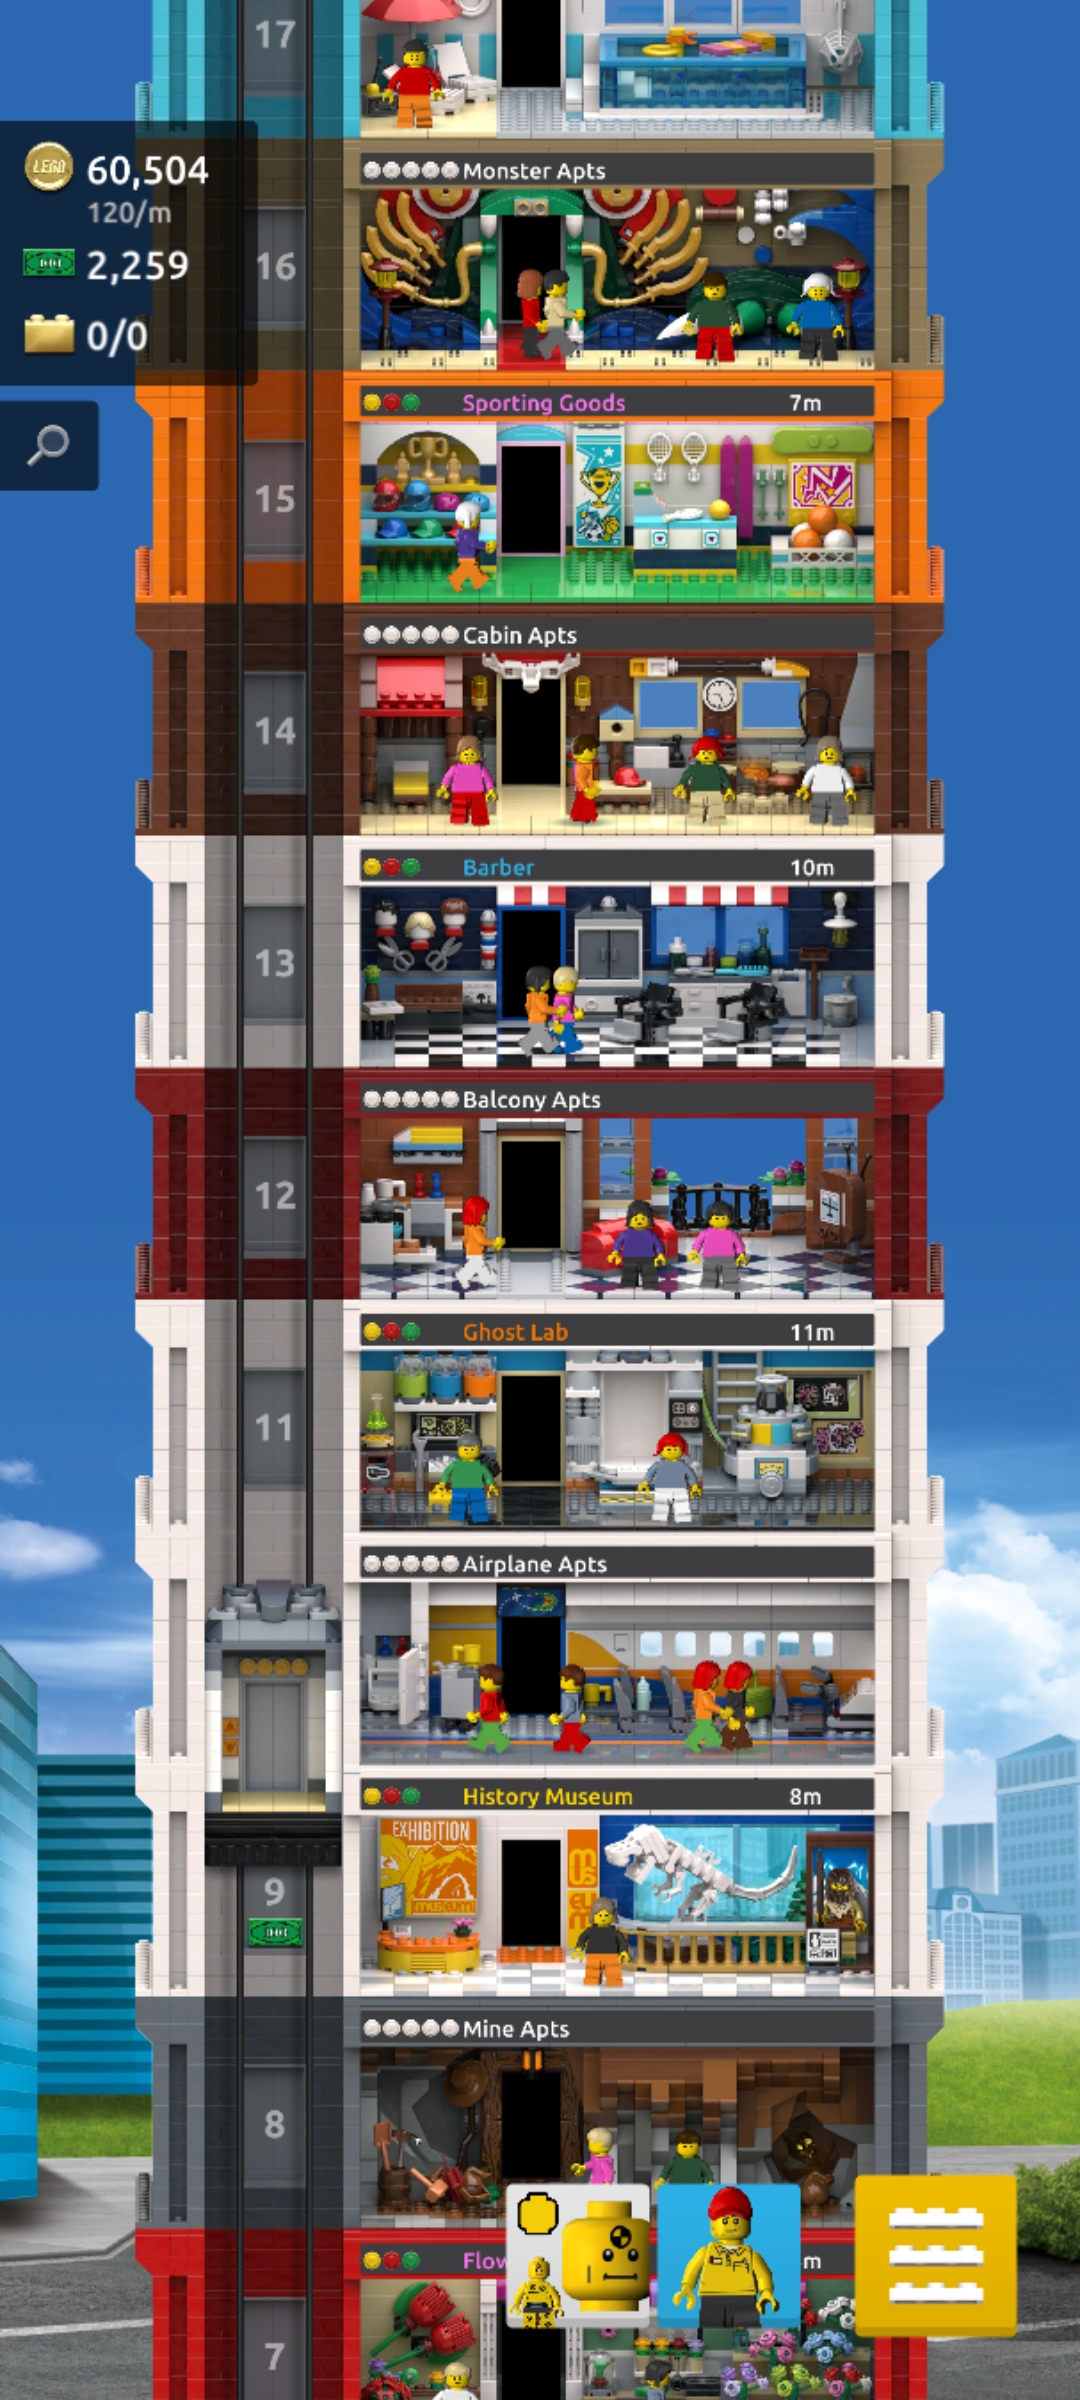 17
LEGO
60,504
120/m
2,259
0/0
Monster Apts
16
Sporting Goods 7m
15
N
Cabin Apts
14
Barber 10m
13
Balcony Apts
12
Ghost Lab 11m
11
Airplane Apts
History Museum 8m
EXHIBITION
museum
mus
eum
9
Mine Apts
8
Flow m
7